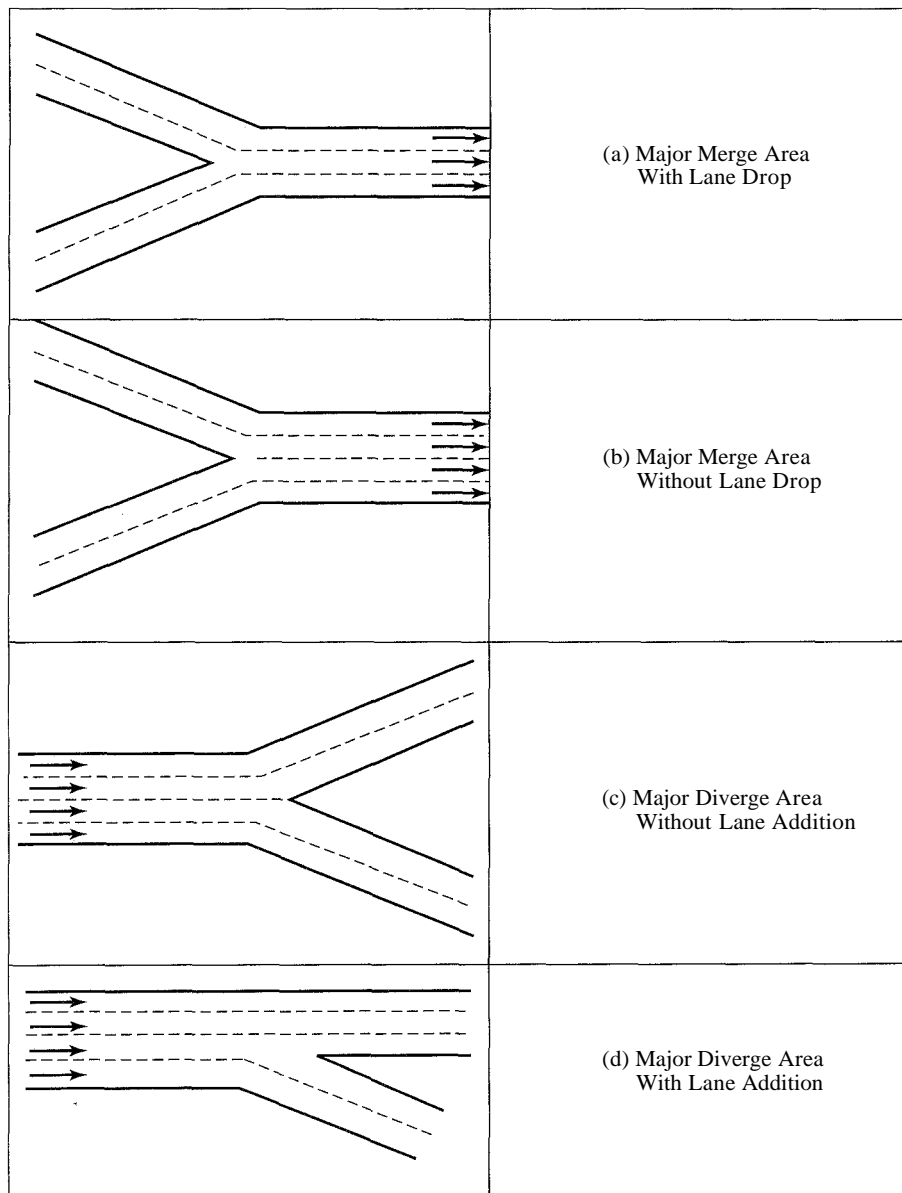 (a) Major Merge Area
With Lane Drop
(b) Major Merge Area
Without Lane Drop
(c) Major Diverge Area
Without Lane Addition
(d) Major Diverge Area
With Lane Addition